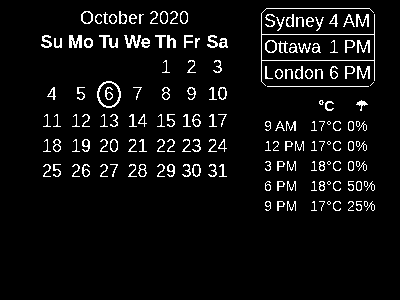 October 2020
Su Mo Tu We Th Fr Sa
1 2 3
4 5 6 7 8 9 10
11 12 13 14 15 16 17
18 19 20 21 22 23 24
25 26 27 28 29 30 31
Sydney 4 AM
Ottawa 1 PM
London 6 PM
°C ☂
9 AM 17°C 0%
12 PM 17°C 0%
3 PM 18°C 0%
6 PM 18°C 50%
9 PM 17°C 25%